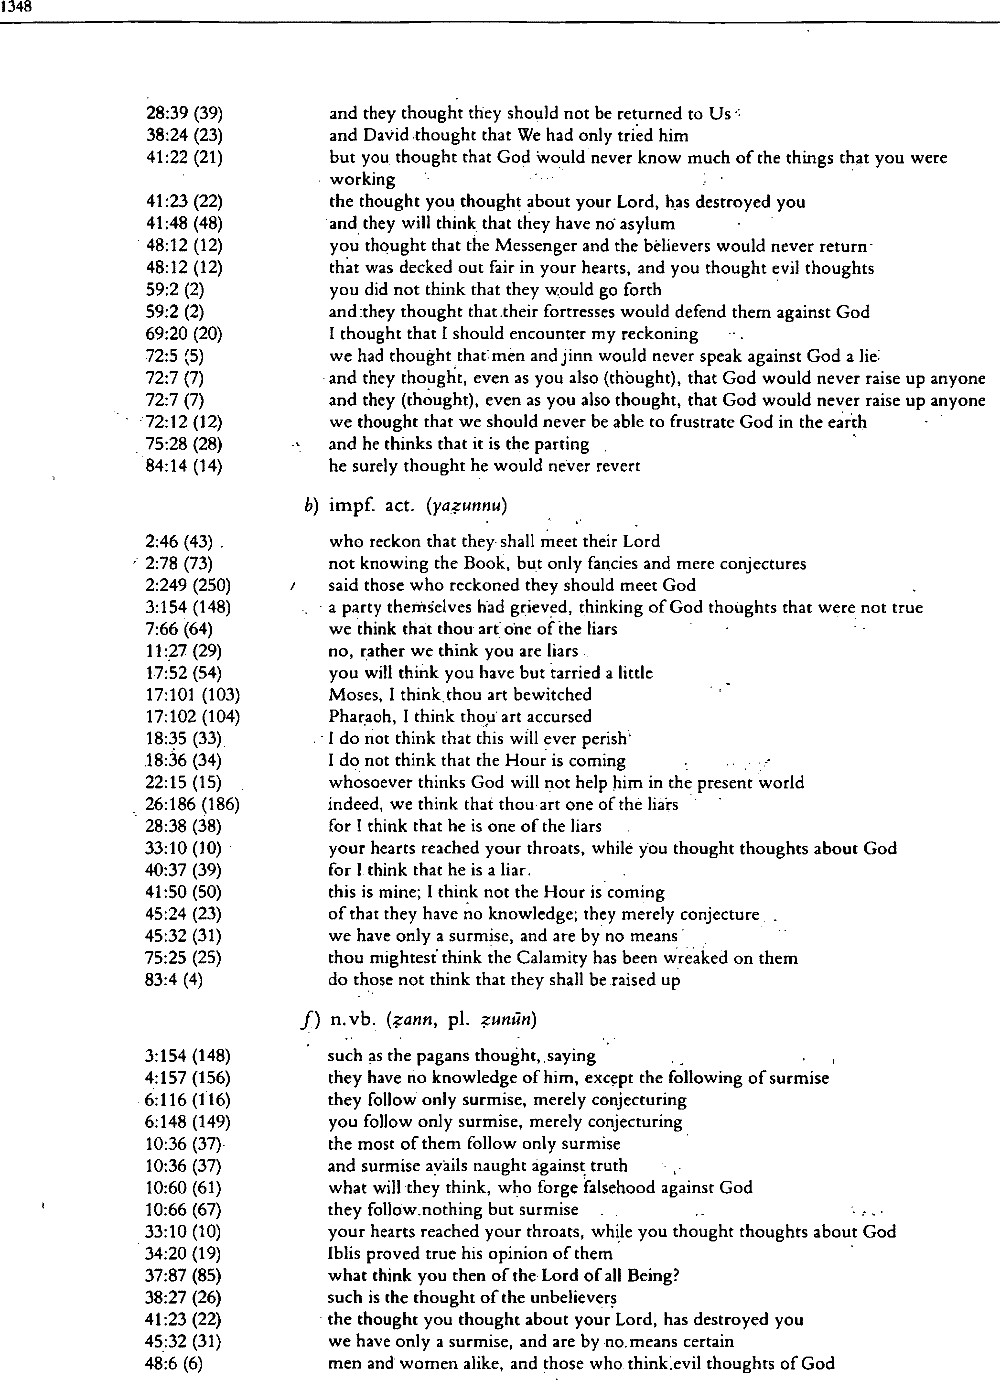 1348
28:39 (39) and they thought they should not be returned to Us
38:24 (23) and David thought that We had only tried him
41:22 (21) but you thought that God would never know much of the things that you were
working
41:23 (22) the thought you thought about your Lord, has destroyed you
41:48 (48) and they will think that they have no asylum
48:12 (12) you thought that the Messenger and the believers would never return
48:12 (12) that was decked out fair in your hearts, and you thought evil thoughts
59:2 (2) you did not think that they would go forth
59:2 (2) and they thought that their fortresses would defend them against God
69:20 (20) I thought that I should encounter my reckoning
72:5 (5) we had thought that men and jinn would never speak against God a lie
72:7 (7) and they thought, even as you also (thought), that God would never raise up anyone
72:7 (7) and they (thought), even as you also thought, that God would never raise up anyone
72:12 (12) we thought that we should never be able to frustrate God in the earth
75:28 (28) and he thinks that it is the parting
84:14 (14) he surely thought he would never revert
b) impf. act. (yaẓunnu)
2:46 (43) who reckon that they shall meet their Lord
2:78 (73) not knowing the Book, but only fancies and mere conjectures
2:249 (250) said those who reckoned they should meet God
3:154 (148) a party themselves had grieved, thinking of God thoughts that were not true
7:66 (64) we think that thou art one of the liars
11:27 (29) no, rather we think you are liars
17:52 (54) you will think you have but tarried a little
17:101 (103) Moses, I think thou art bewitched
17:102 (104) Pharaoh, I think thou art accursed
18:35 (33) I do not think that this will ever perish
18:36 (34) I do not think that the Hour is coming
22:15 (15) whosoever thinks God will not help him in the present world
26:186 (186) indeed, we think that thou art one of the liars
28:38 (38) for I think that he is one of the liars
33:10 (10) your hearts reached your throats, while you thought thoughts about God
40:37 (39) for I think that he is a liar.
41:50 (50) this is mine; I think not the Hour is coming
45:24 (23) of that they have no knowledge; they merely conjecture
45:32 (31) we have only a surmise, and are by no means
75:25 (25) thou mightest think the Calamity has been wreaked on them
83:4 (4) do those not think that they shall be raised up
f) n.vb. (ẓann, pl. ẓunūn)
3:154 (148) such as the pagans thought, saying
4:157 (156) they have no knowledge of him, except the following of surmise
6:116 (116) they follow only surmise, merely conjecturing
6:148 (149) you follow only surmise, merely conjecturing
10:36 (37) the most of them follow only surmise
10:36 (37) and surmise avails naught against truth
10:60 (61) what will they think, who forge falsehood against God
10:66 (67) they follow nothing but surmise
33:10 (10) your hearts reached your throats, while you thought thoughts about God
34:20 (19) Iblis proved true his opinion of them
37:87 (85) what think you then of the Lord of all Being?
38:27 (26) such is the thought of the unbelievers
41:23 (22) the thought you thought about your Lord, has destroyed you
45:32 (31) we have only a surmise, and are by no means certain
48:6 (6) men and women alike, and those who think evil thoughts of God